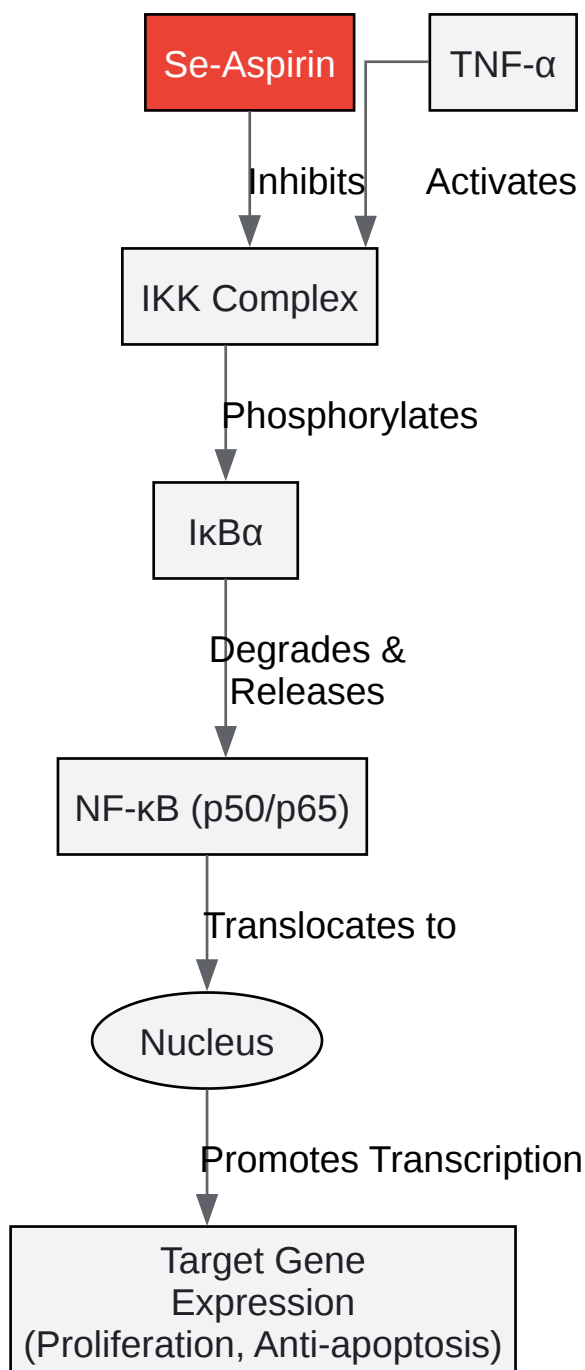 Se-Aspirin
TNF-α
Inhibits
Activates
IKK Complex
Phosphorylates
IκBα
Degrades &
Releases
NF-κB (p50/p65)
Translocates to
Nucleus
Promotes Transcription
Target Gene
Expression
(Proliferation, Anti-apoptosis)